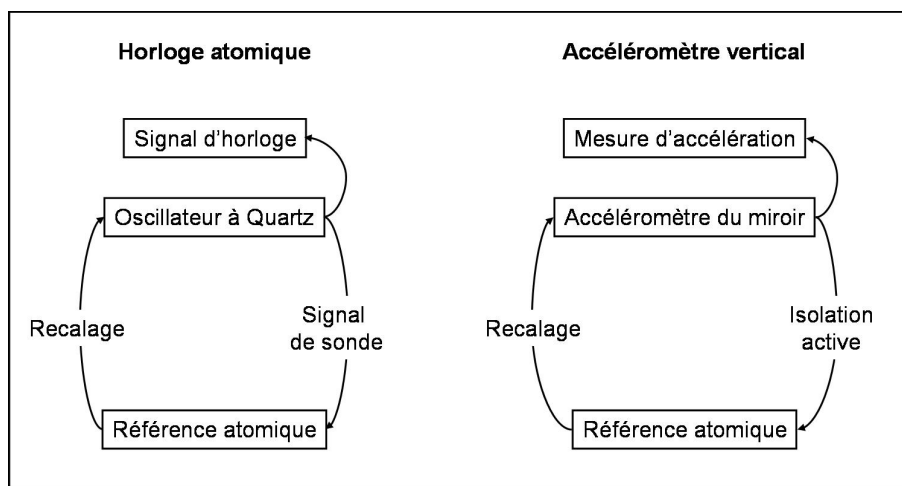 Horloge atomique
Signal d'horloge
Oscillateur à Quartz
Recalage
Signal
de sonde
Référence atomique
Accéléromètre vertical
Mesure d'accélération
Accéléromètre du miroir
Recalage
Isolation
active
Référence atomique